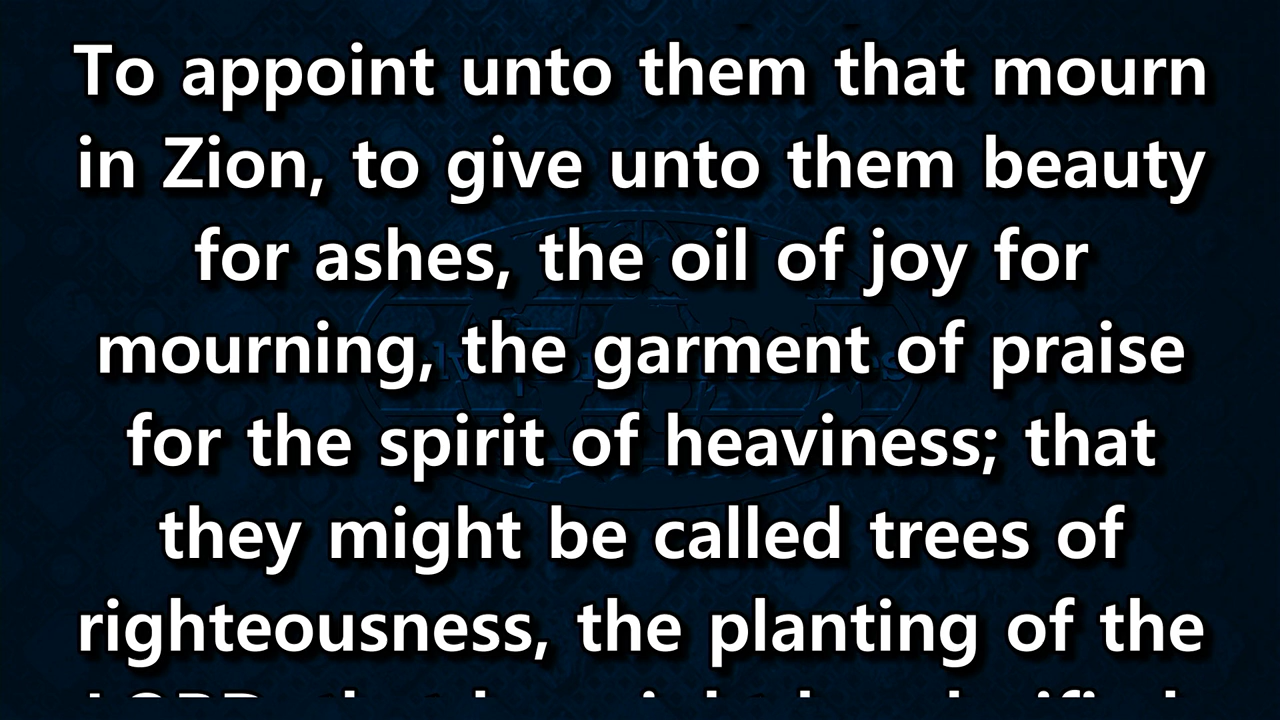 To appoint unto them that mourn
in Zion, to give unto them beauty
for ashes, the oil of joy for
mourning, the garment of praise
for the spirit of heaviness; that
they might be called trees of
righteousness, the planting of the